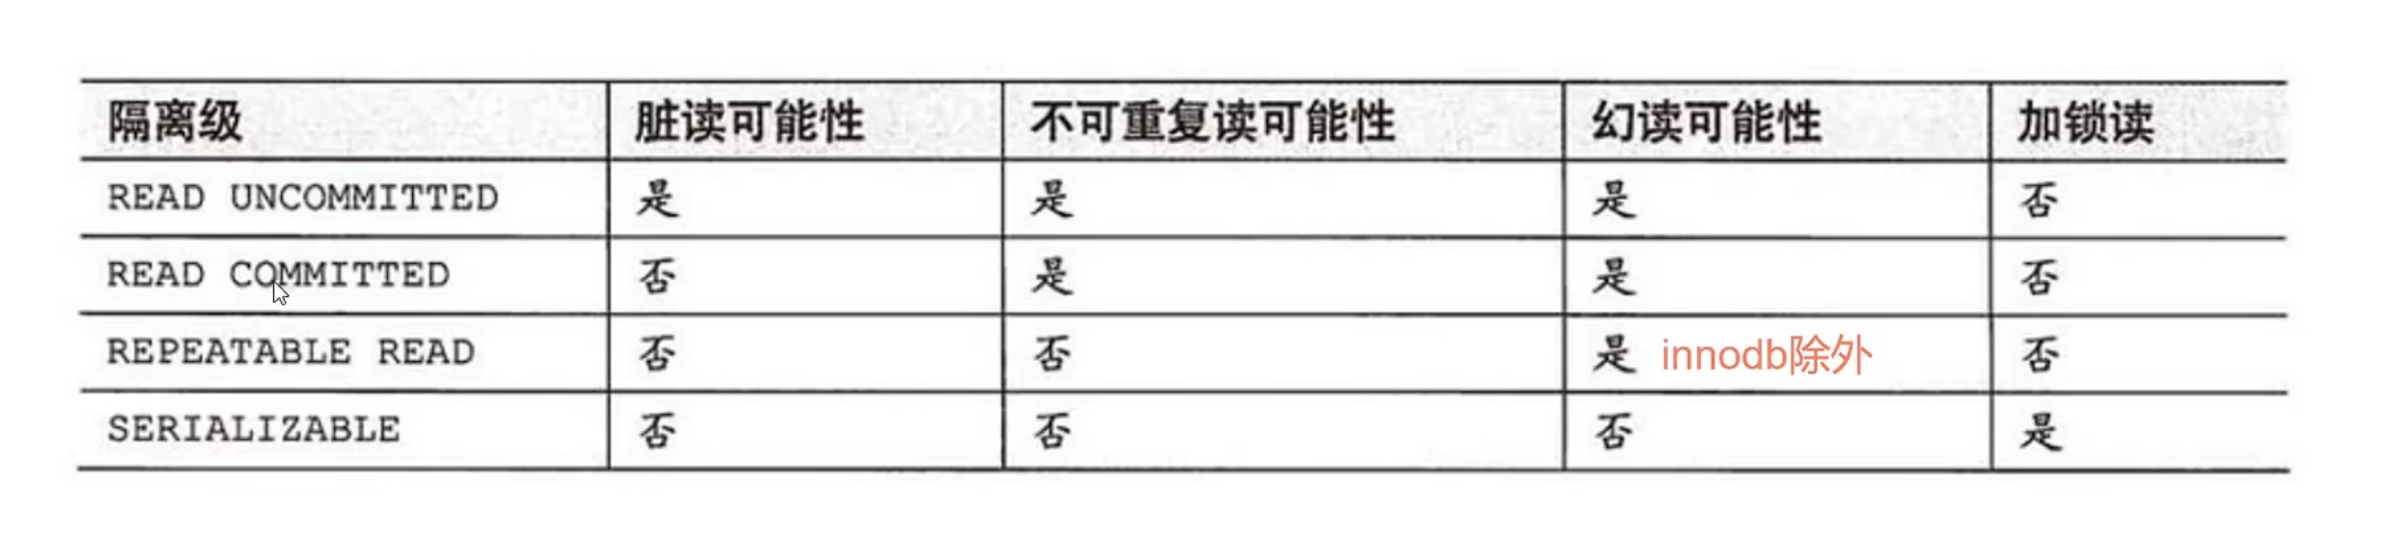 隔离级 脏读可能性 不可重复读可能性 幻读可能性 加锁读
READ UNCOMMITTED 是 是 是 否
READ COMMITTED 否 是 是 否
REPEATABLE READ 否 否 是 innodb除外 否
SERIALIZABLE 否 否 否 是